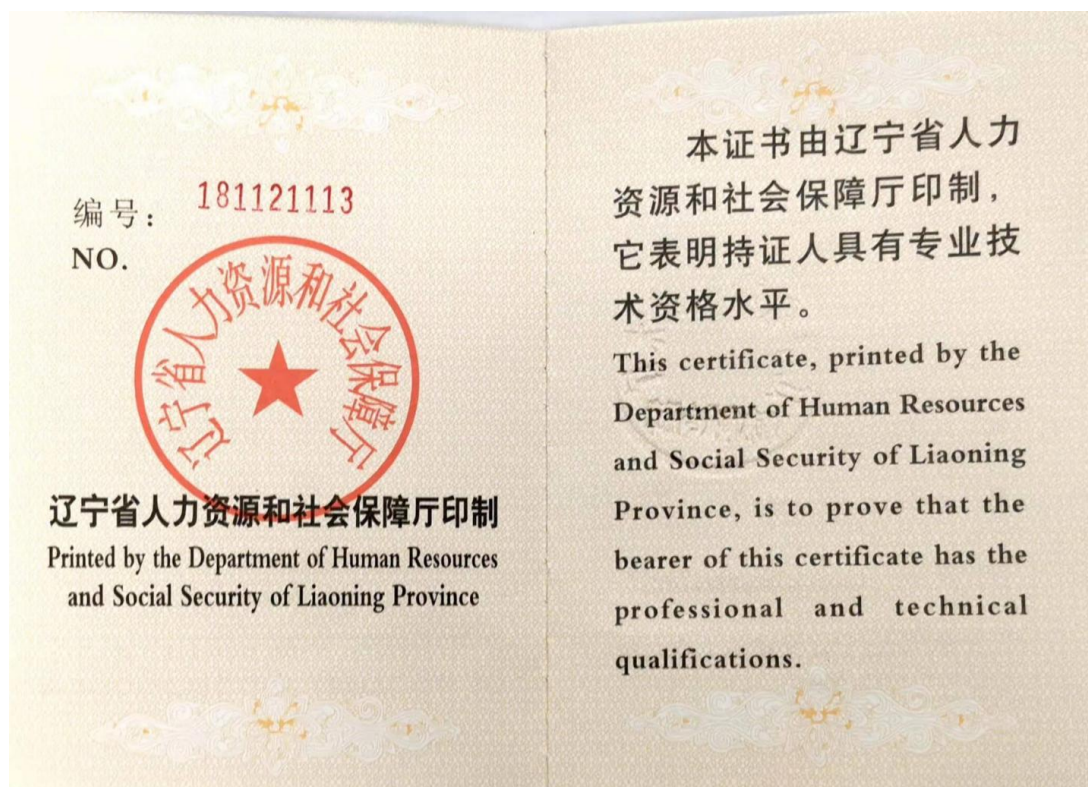 编号: 181121113
NO.
辽宁省人力资源和社会保障厅
辽宁省人力资源和社会保障厅印制
Printed by the Department of Human Resources
and Social Security of Liaoning Province
本证书由辽宁省人力
资源和社会保障厅印制,
它表明持证人具有专业技
术资格水平。
This certificate, printed by the
Department of Human Resources
and Social Security of Liaoning
Province, is to prove that the
bearer of this certificate has the
professional and technical
qualifications.